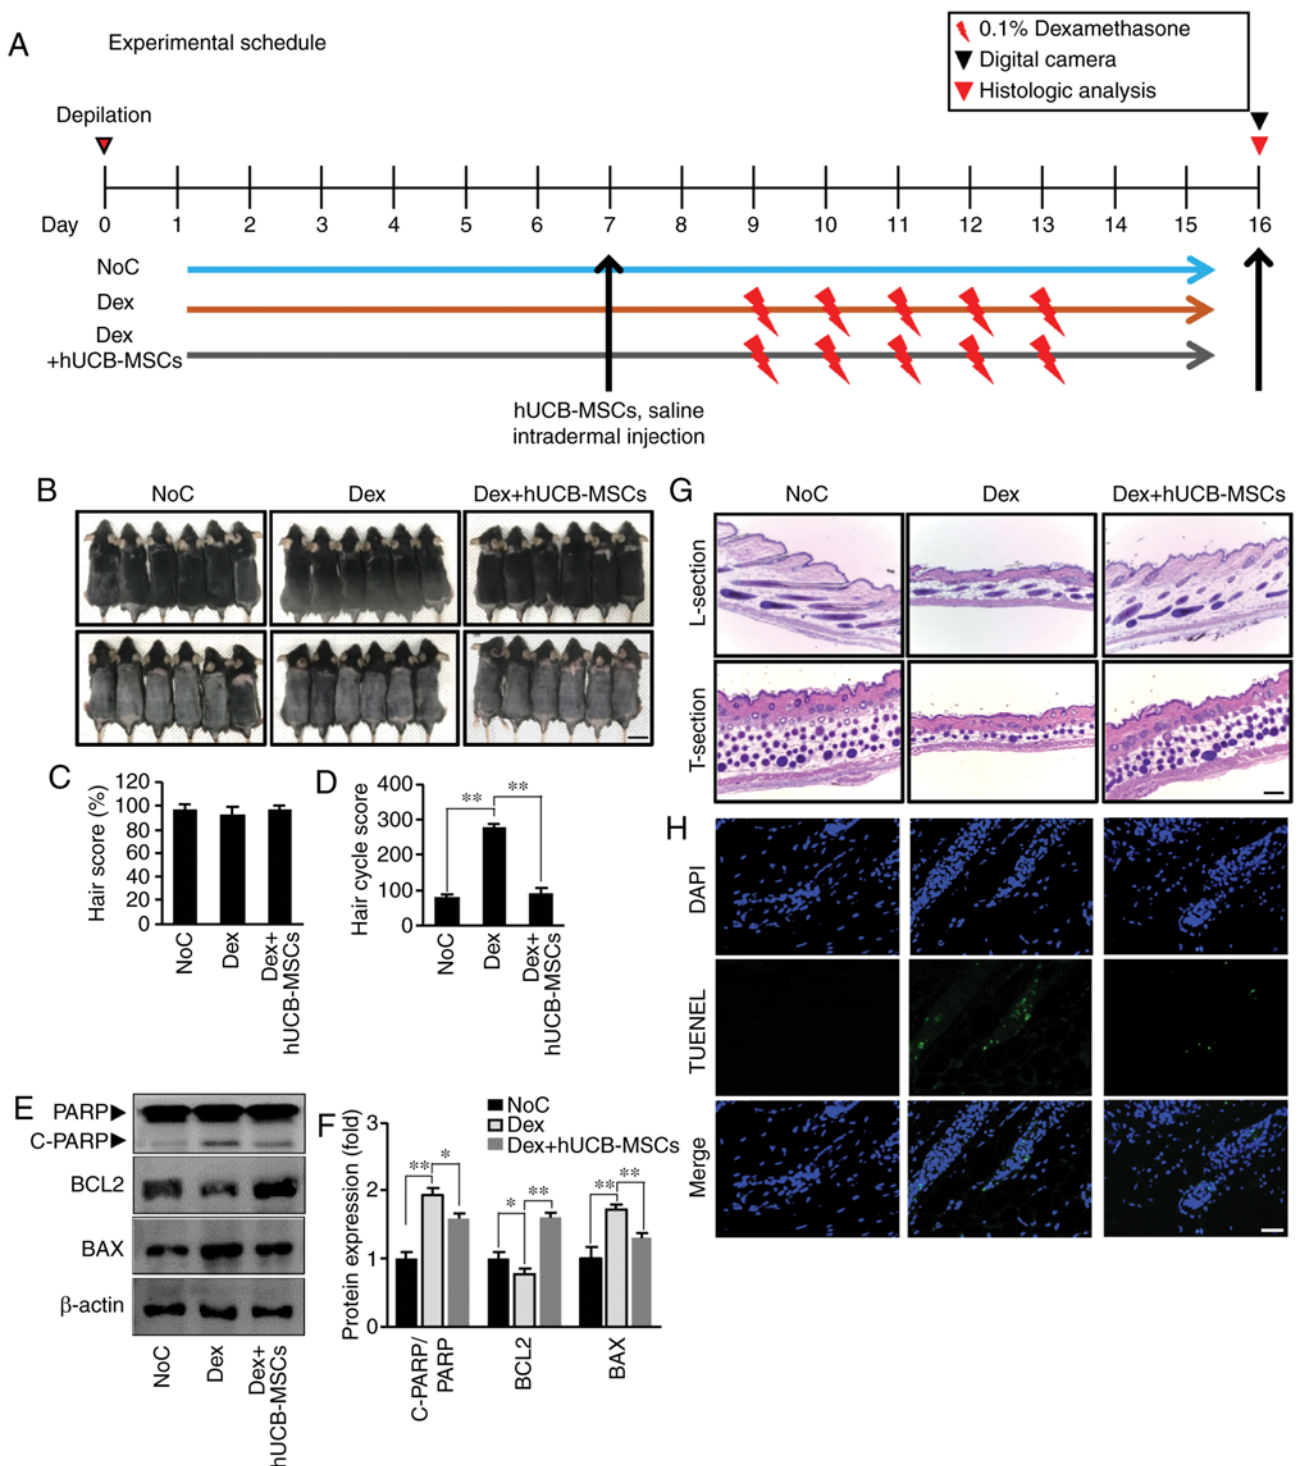 A
Experimental schedule
0.1% Dexamethasone
Digital camera
Histologic analysis
Depilation
Day 0 1 2 3 4 5 6 7 8 9 10 11 12 13 14 15 16
NoC
Dex
Dex
+hUCB-MSCs
hUCB-MSCs, saline
intradermal injection
B
NoC Dex Dex+hUCB-MSCs
C
Hair score (%)
120
100
80
60
40
20
0
NoC
Dex
Dex+
hUCB-MSCs
D
Hair cycle score
400
300
200
100
0
** **
NoC
Dex
Dex+
hUCB-MSCs
E
PARP
C-PARP
BCL2
BAX
β-actin
NoC
Dex
Dex+
hUCB-MSCs
F
NoC
Dex
Dex+hUCB-MSCs
Protein expression (fold)
3
2
1
0
** *
* **
** **
C-PARP/
PARP
BCL2
BAX
G
NoC Dex Dex+hUCB-MSCs
L-section
T-section
H
DAPI
TUENEL
Merge